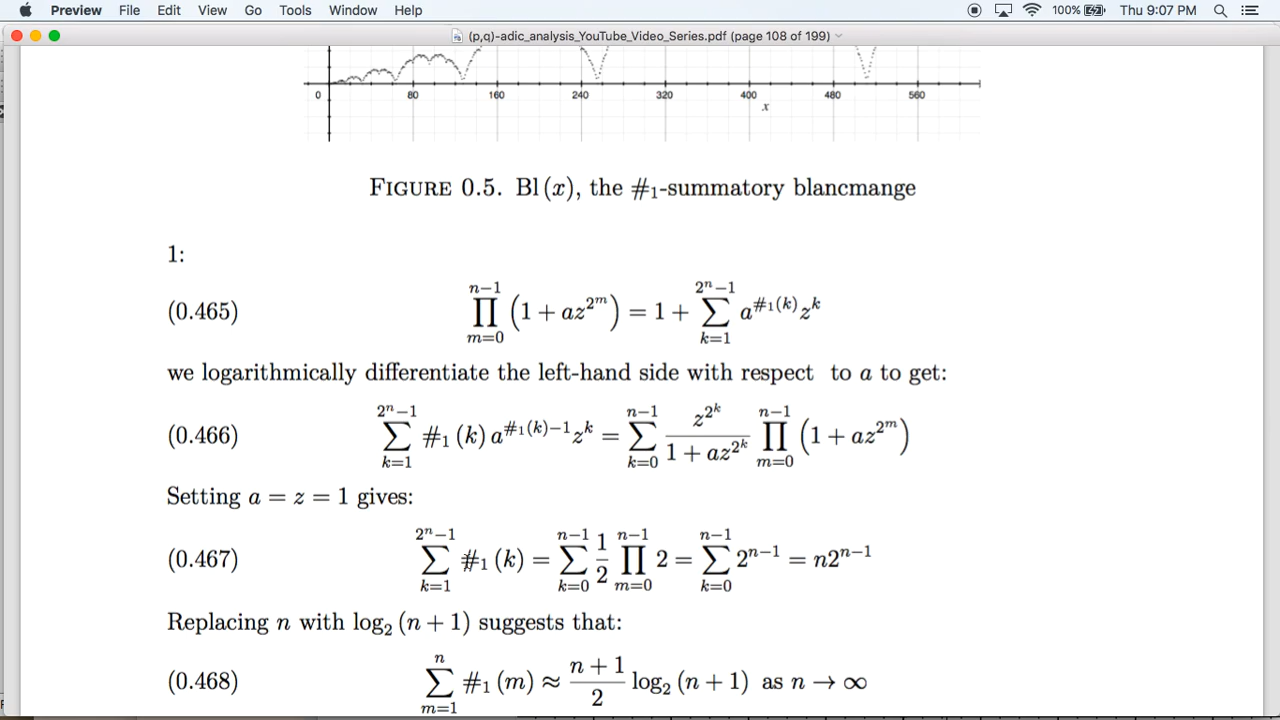 Preview File Edit View Go Tools Window Help 100% Thu 9:07 PM
(p,q)-adic_analysis_YouTube_Video_Series.pdf (page 108 of 199)
0 80 160 240 320 400 480 560
x
FIGURE 0.5. Bl (x), the #₁-summatory blancmange
1:
(0.465) ∏_{m=0}^{n−1} (1 + az^{2^m}) = 1 + ∑_{k=1}^{2^n−1} a^{#₁(k)} z^k
we logarithmically differentiate the left-hand side with respect to a to get:
(0.466) ∑_{k=1}^{2^n−1} #₁ (k) a^{#₁(k)−1} z^k = ∑_{k=0}^{n−1} \frac{z^{2^k}}{1 + az^{2^k}} ∏_{m=0}^{n−1} (1 + az^{2^m})
Setting a = z = 1 gives:
(0.467) ∑_{k=1}^{2^n−1} #₁ (k) = ∑_{k=0}^{n−1} \frac{1}{2} ∏_{m=0}^{n−1} 2 = ∑_{k=0}^{n−1} 2^{n−1} = n2^{n−1}
Replacing n with log₂ (n + 1) suggests that:
(0.468) ∑_{m=1}^{n} #₁ (m) ≈ \frac{n + 1}{2} log₂ (n + 1) as n → ∞